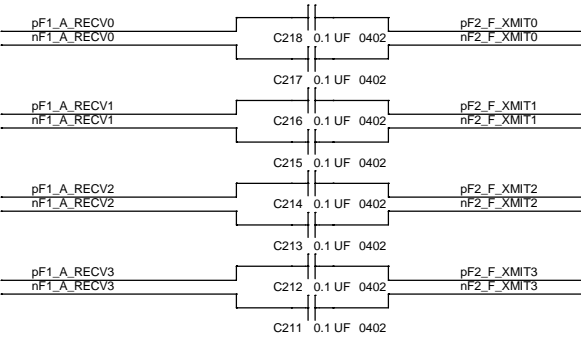 pF1_A_RECV0 pF2_F_XMIT0
nF1_A_RECV0 C218 0.1 UF 0402 nF2_F_XMIT0
C217 0.1 UF 0402
pF1_A_RECV1 pF2_F_XMIT1
nF1_A_RECV1 C216 0.1 UF 0402 nF2_F_XMIT1
C215 0.1 UF 0402
pF1_A_RECV2 pF2_F_XMIT2
nF1_A_RECV2 C214 0.1 UF 0402 nF2_F_XMIT2
C213 0.1 UF 0402
pF1_A_RECV3 pF2_F_XMIT3
nF1_A_RECV3 C212 0.1 UF 0402 nF2_F_XMIT3
C211 0.1 UF 0402